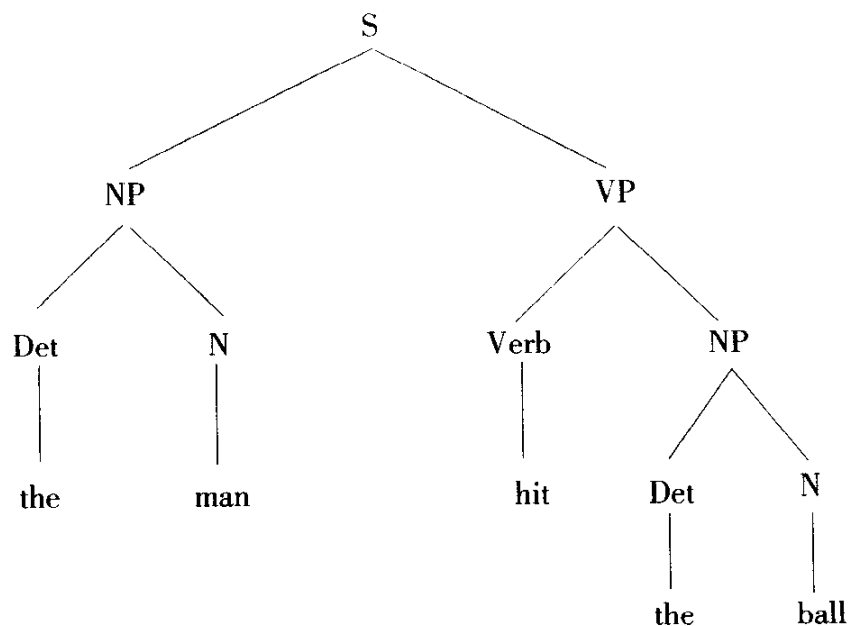 S
NP VP
Det N Verb NP
the man hit Det N
the ball